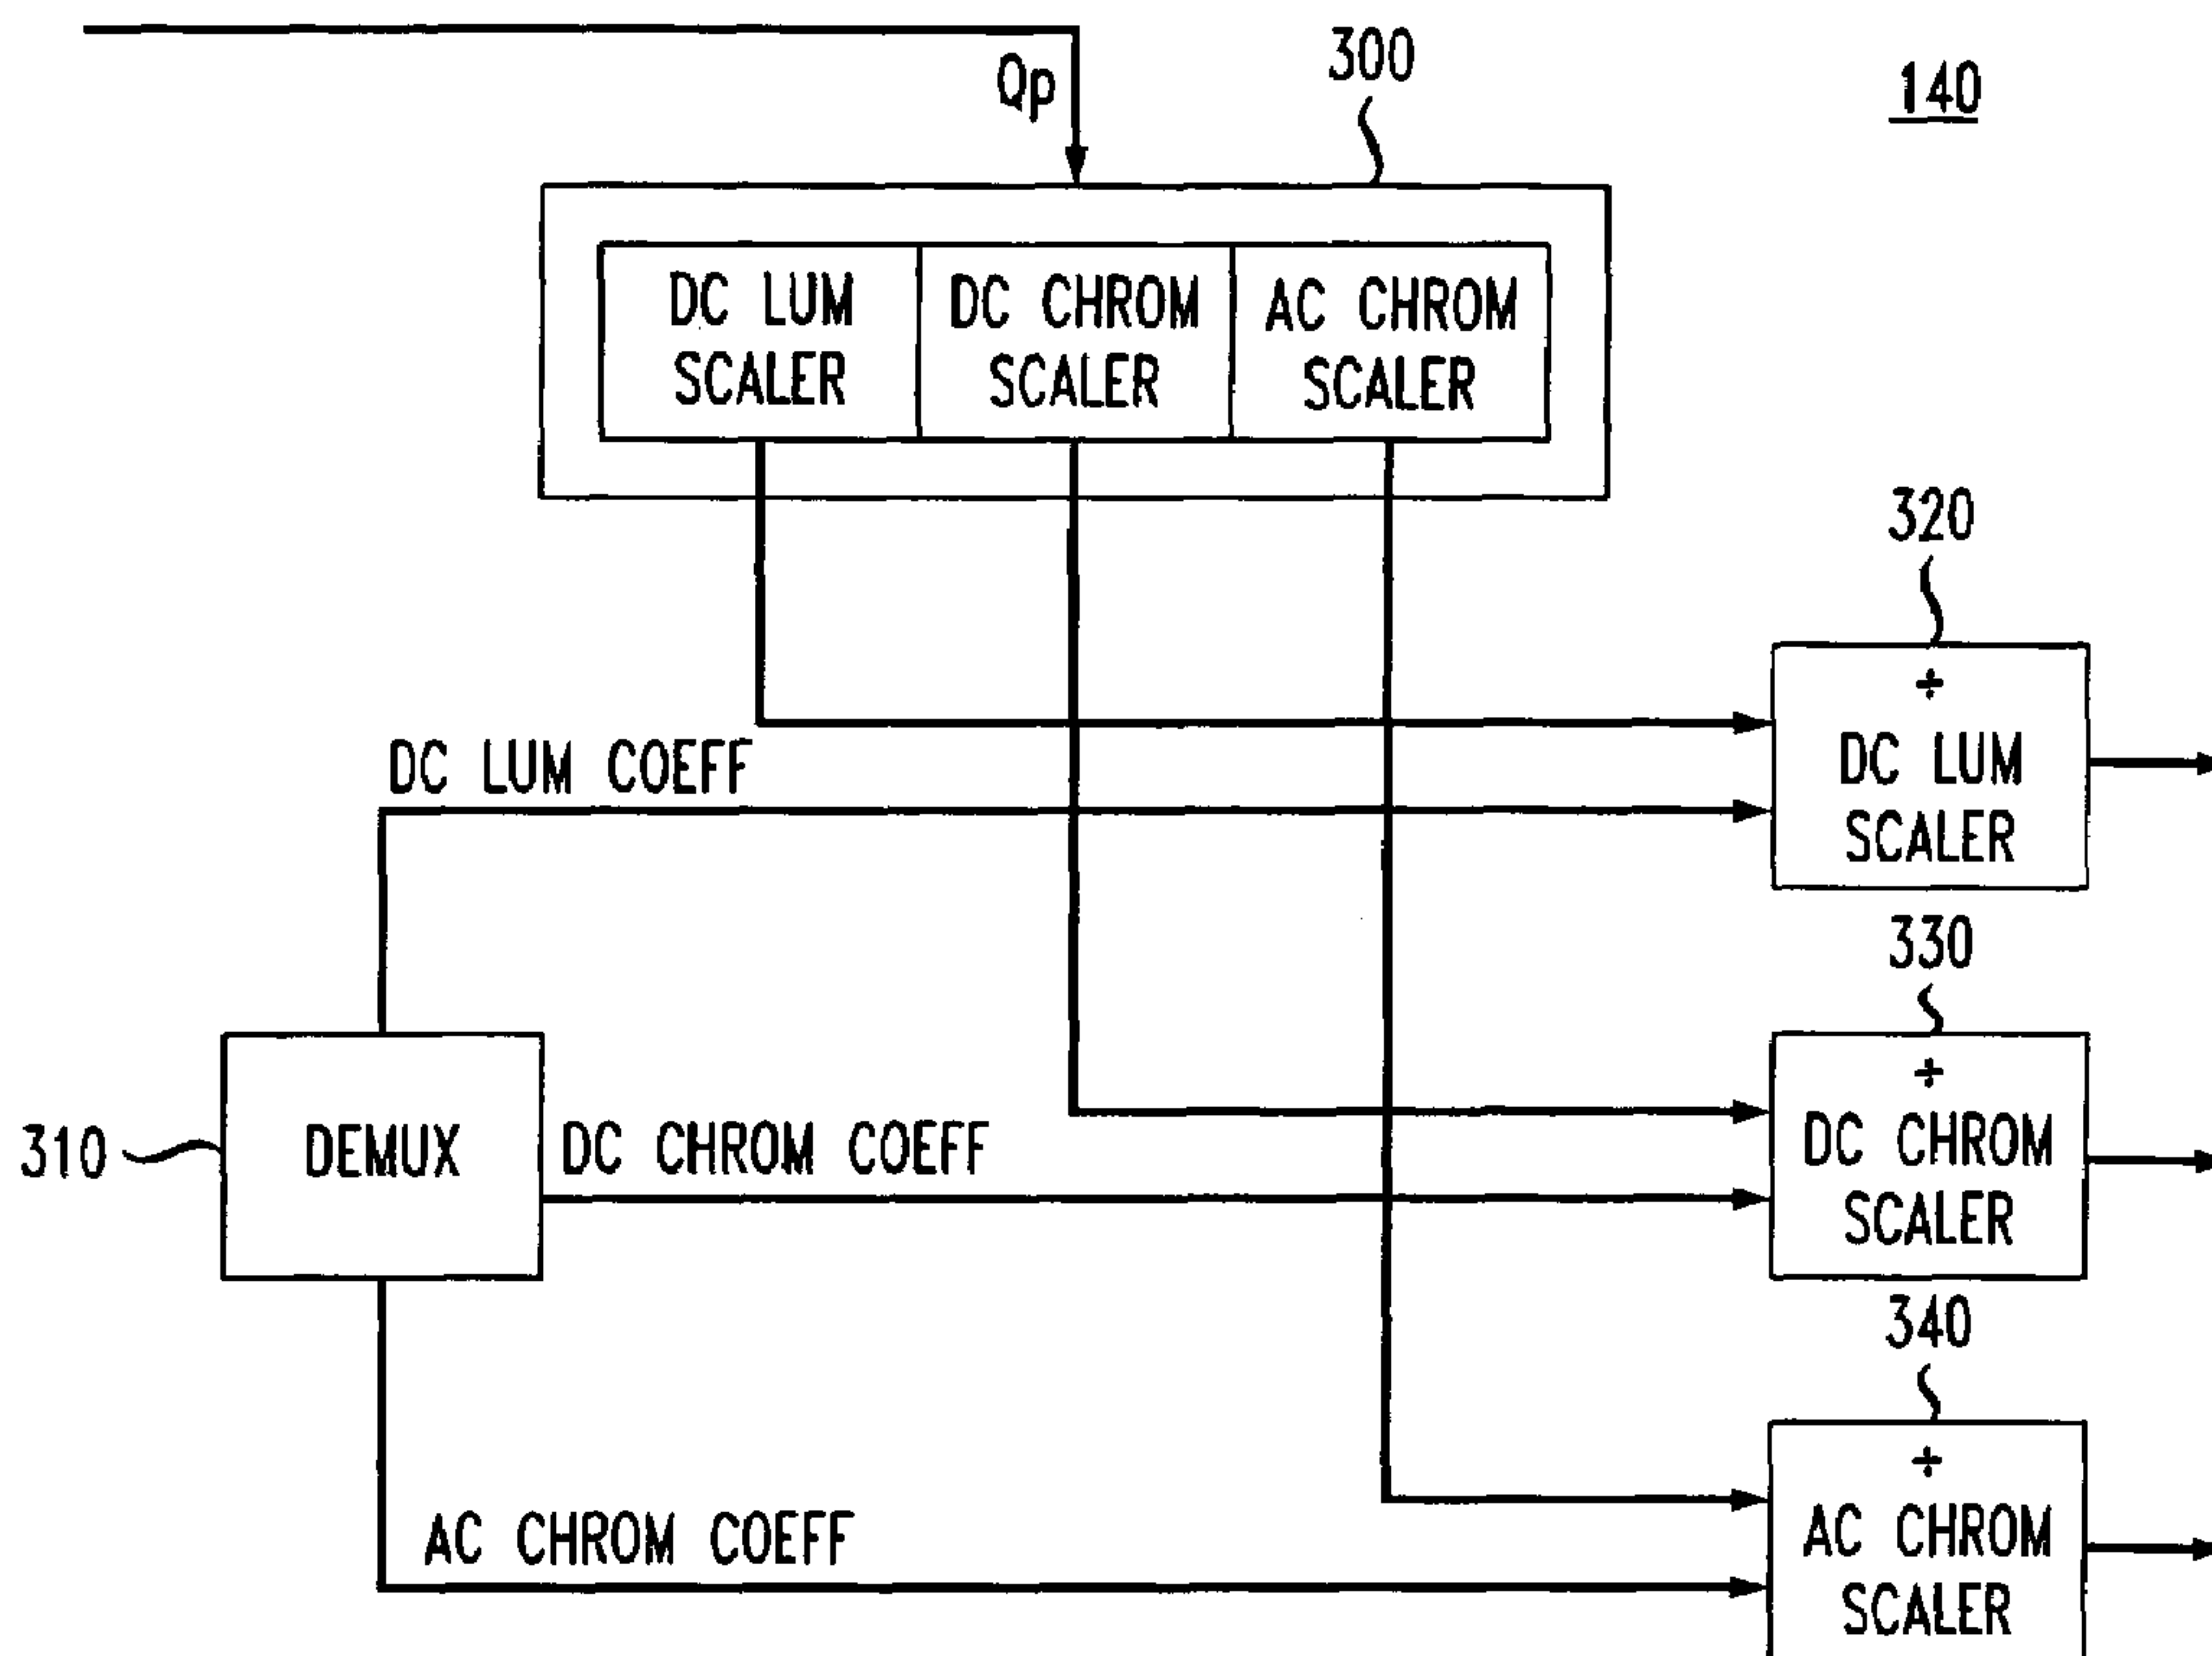 Qp
300
140
DC LUM
SCALER
DC CHROM
SCALER
AC CHROM
SCALER
320
÷
DC LUM
SCALER
DC LUM COEFF
330
310
DEMUX
DC CHROM COEFF
÷
DC CHROM
SCALER
340
AC CHROM COEFF
÷
AC CHROM
SCALER